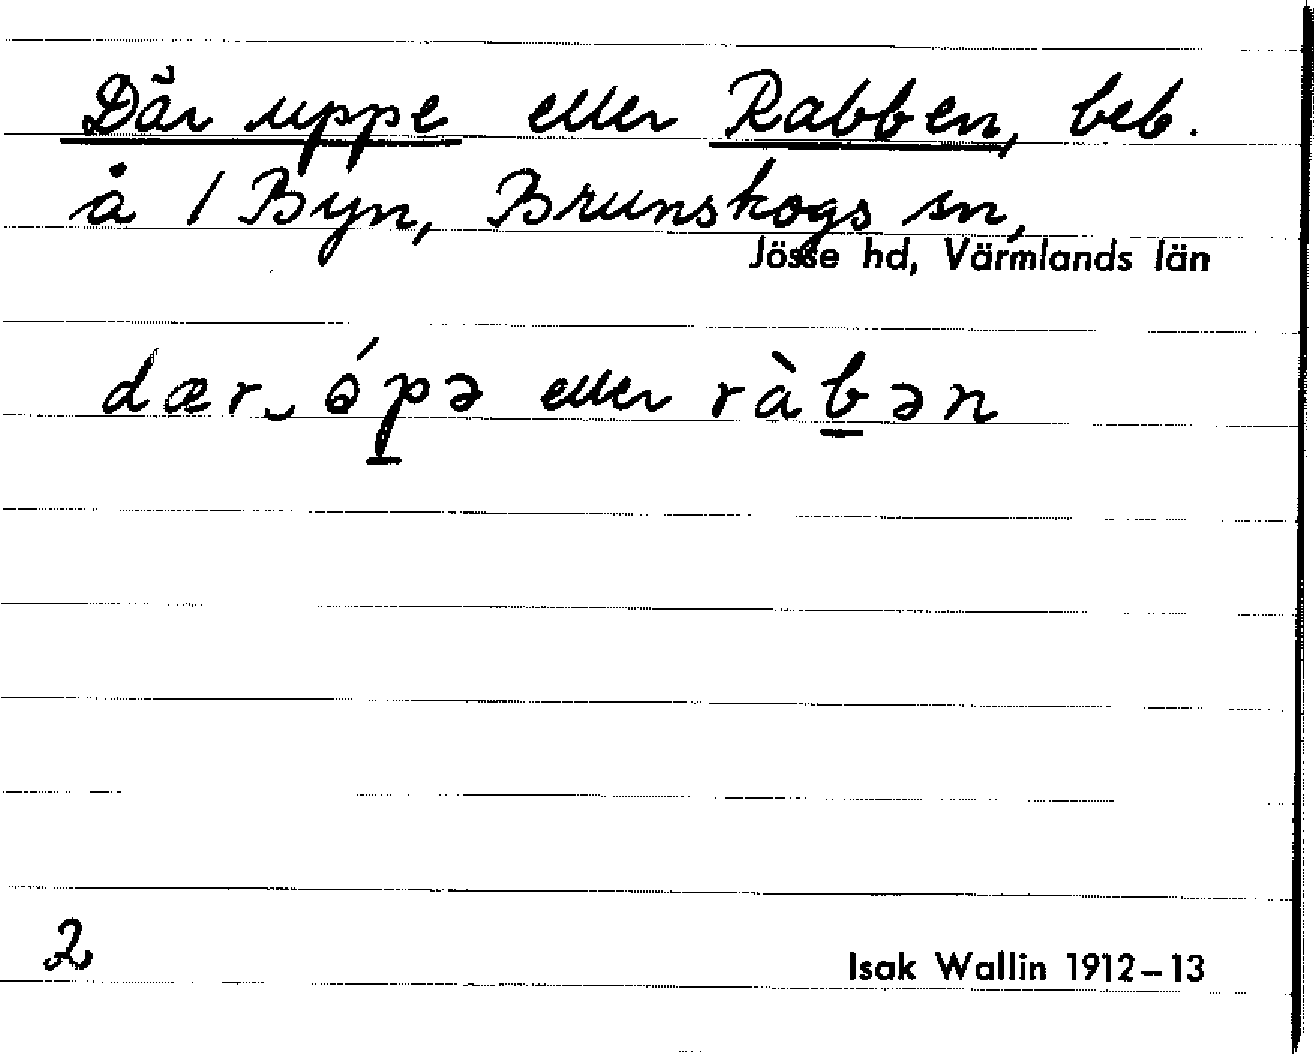 Där uppe eller Rabben, beb.
å 1 Byn, Brunskogs sn,
Jösse hd, Värmlands län
dær‿ǿpə eller ràbən
2
Isak Wallin 1912–13